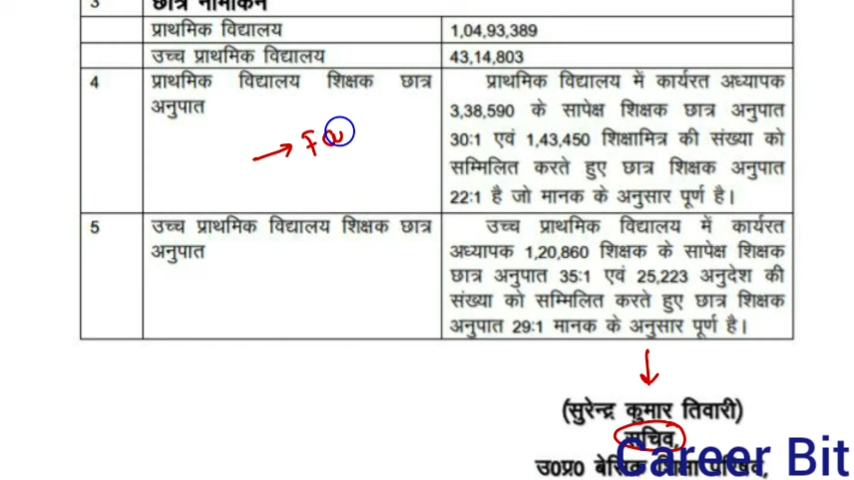 3 छात्र नामांकन
प्राथमिक विद्यालय 1,04,93,389
उच्च प्राथमिक विद्यालय 43,14,803
4 प्राथमिक विद्यालय शिक्षक छात्र
अनुपात
प्राथमिक विद्यालय में कार्यरत अध्यापक
3,38,590 के सापेक्ष शिक्षक छात्र अनुपात
30:1 एवं 1,43,450 शिक्षामित्र की संख्या को
सम्मिलित करते हुए छात्र शिक्षक अनुपात
22:1 है जो मानक के अनुसार पूर्ण है।
5 उच्च प्राथमिक विद्यालय शिक्षक छात्र
अनुपात
उच्च प्राथमिक विद्यालय में कार्यरत
अध्यापक 1,20,860 शिक्षक के सापेक्ष शिक्षक
छात्र अनुपात 35:1 एवं 25,223 अनुदेश की
संख्या को सम्मिलित करते हुए छात्र शिक्षक
अनुपात 29:1 मानक के अनुसार पूर्ण है।
(सुरेन्द्र कुमार तिवारी)
सचिव,
उ0प्र0 बेसिक शिक्षा परिषद,
Career Bit